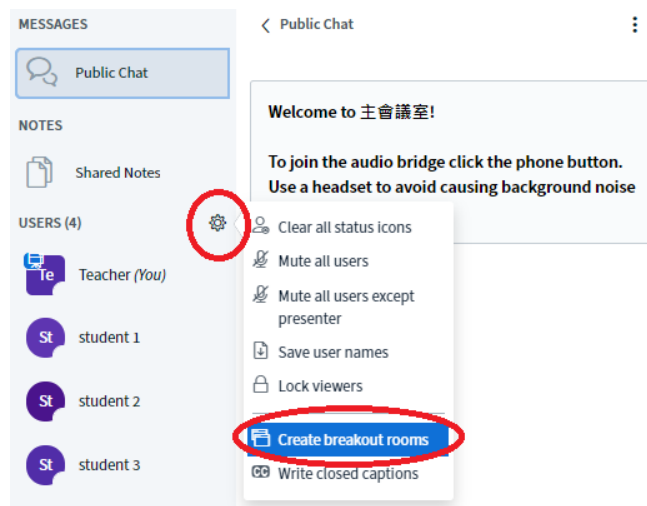 MESSAGES
Public Chat
NOTES
Shared Notes
USERS (4)
Te
Teacher (You)
St
student 1
St
student 2
St
student 3
Public Chat
Welcome to 主會議室!
To join the audio bridge click the phone button.
Use a headset to avoid causing background noise
Clear all status icons
Mute all users
Mute all users except
presenter
Save user names
Lock viewers
Create breakout rooms
CC Write closed captions